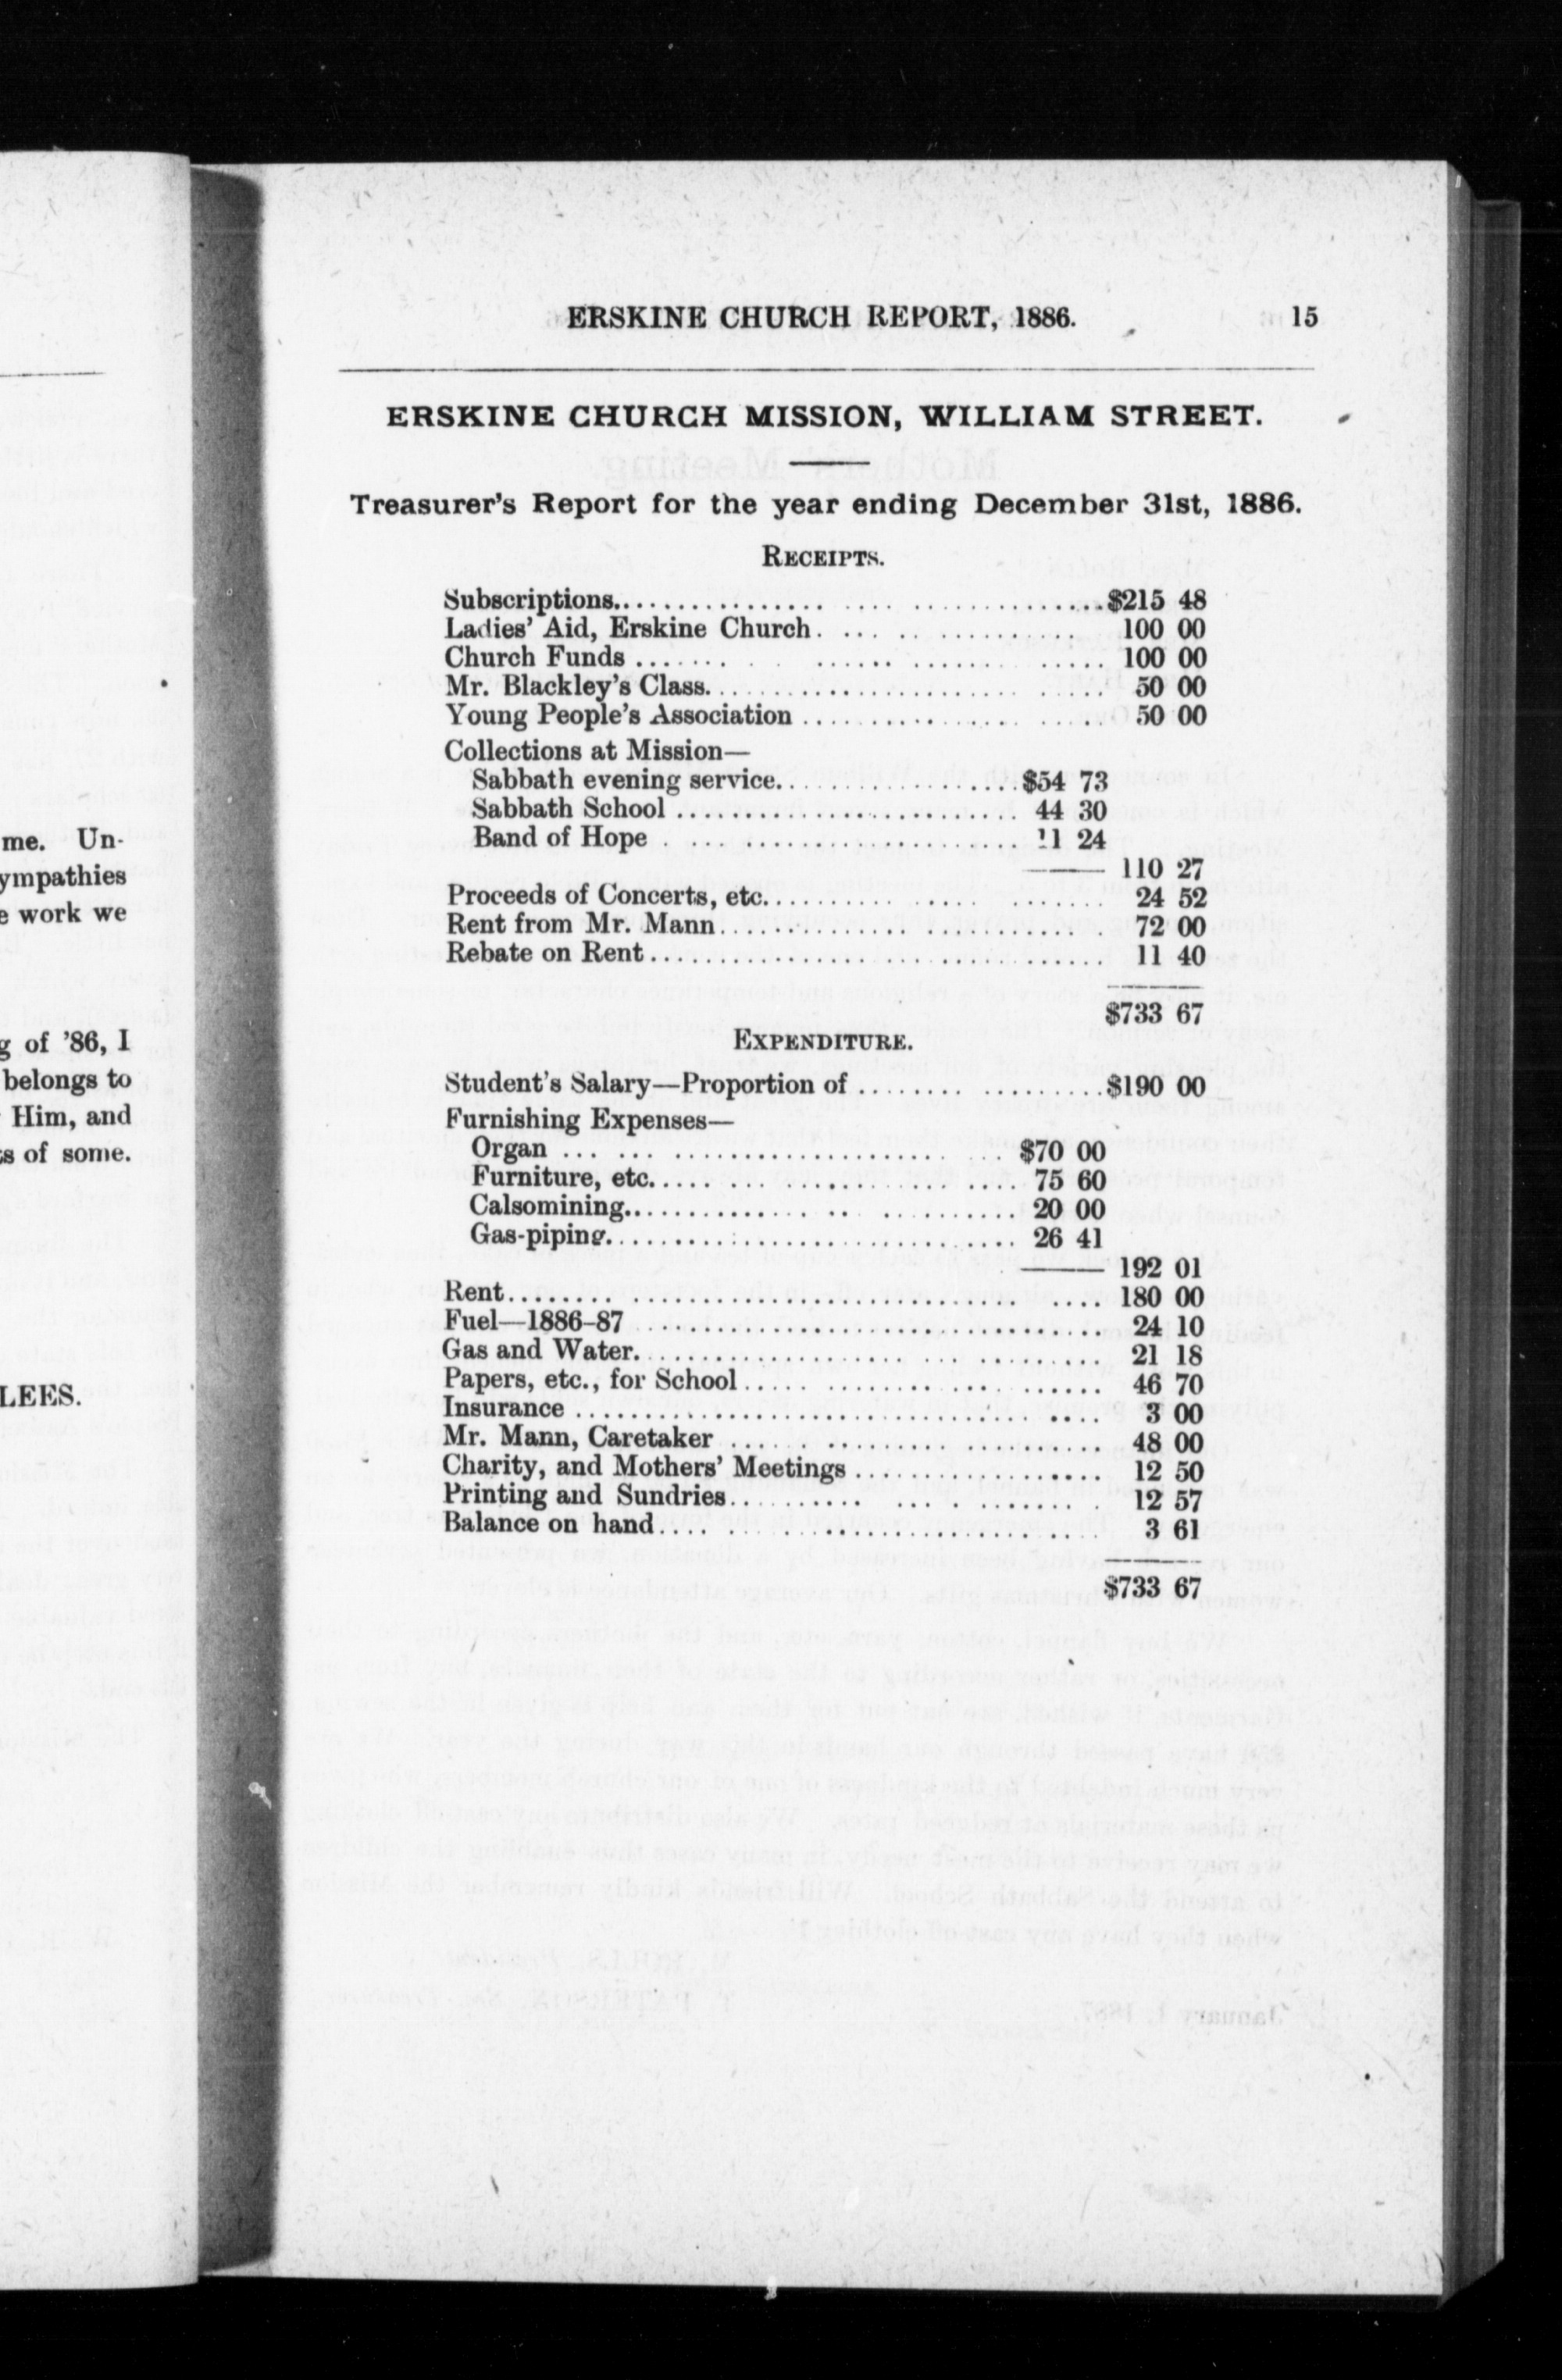 me. Un-
ympathies
e work we
g of '86, I
belongs to
Him, and
s of some.
LEES.
ERSKINE CHURCH REPORT, 1886. 15
ERSKINE CHURCH MISSION, WILLIAM STREET.
Treasurer's Report for the year ending December 31st, 1886.
RECEIPTS.
Subscriptions.................................$215 48
Ladies' Aid, Erskine Church.................. 100 00
Church Funds ........................ 100 00
Mr. Blackley's Class........................ 50 00
Young People's Association .................. 50 00
Collections at Mission—
Sabbath evening service..................$54 73
Sabbath School ......................... 44 30
Band of Hope ........................ 11 24
——— 110 27
Proceeds of Concerts, etc...................... 24 52
Rent from Mr. Mann.......................... 72 00
Rebate on Rent.............................. 11 40
$733 67
EXPENDITURE.
Student's Salary—Proportion of .................$190 00
Furnishing Expenses—
Organ ............................. $70 00
Furniture, etc....................... 75 60
Calsomining.......................... 20 00
Gas-piping........................... 26 41
——— 192 01
Rent.................................... 180 00
Fuel—1886-87 ............................... 24 10
Gas and Water............................... 21 18
Papers, etc., for School...................... 46 70
Insurance ................................. 3 00
Mr. Mann, Caretaker ........................ 48 00
Charity, and Mothers' Meetings ................. 12 50
Printing and Sundries........................ 12 57
Balance on hand............................. 3 61
$733 67